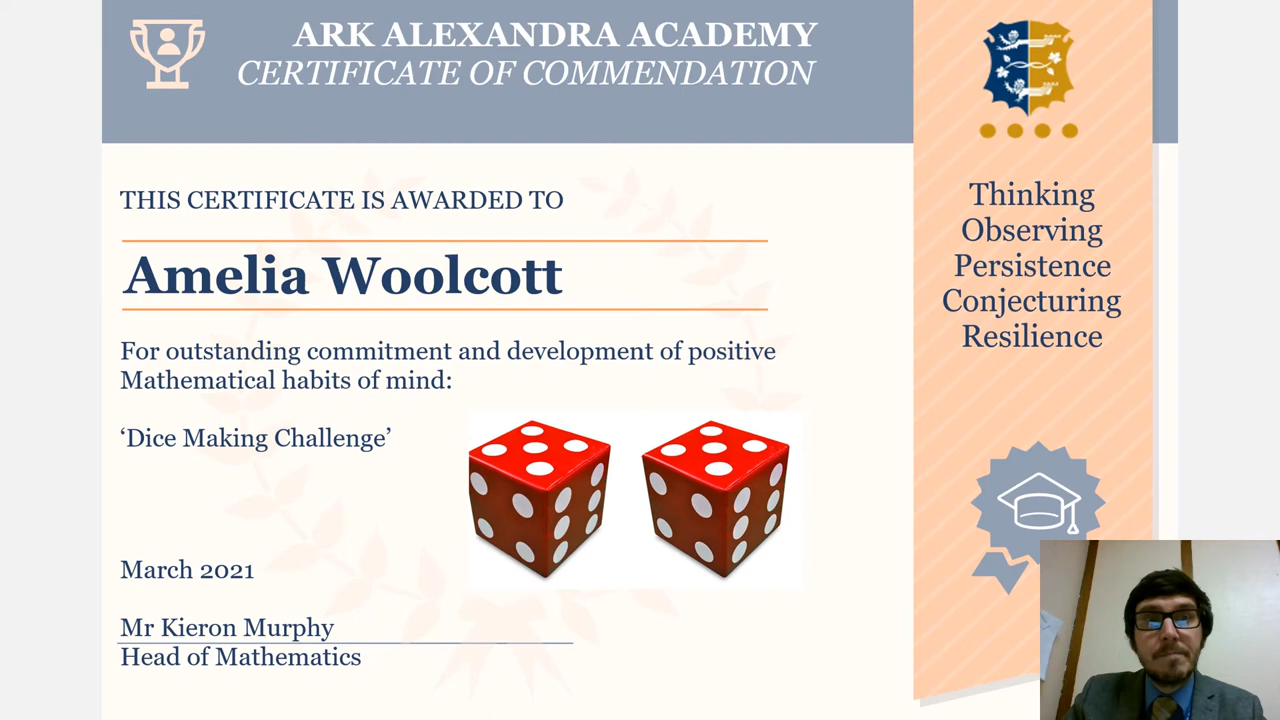 ARK ALEXANDRA ACADEMY
CERTIFICATE OF COMMENDATION
THIS CERTIFICATE IS AWARDED TO
Amelia Woolcott
For outstanding commitment and development of positive
Mathematical habits of mind:
‘Dice Making Challenge’
March 2021
Mr Kieron Murphy
Head of Mathematics
Thinking
Observing
Persistence
Conjecturing
Resilience